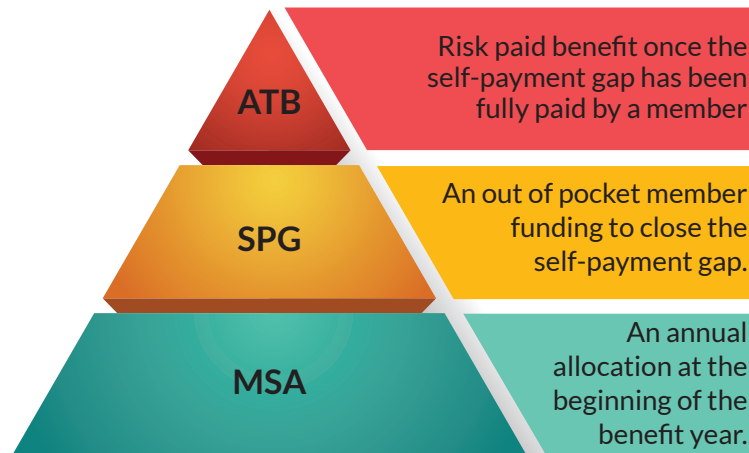 ATB
Risk paid benefit once the
self-payment gap has been
fully paid by a member
SPG
An out of pocket member
funding to close the
self-payment gap.
MSA
An annual
allocation at the
beginning of the
benefit year.